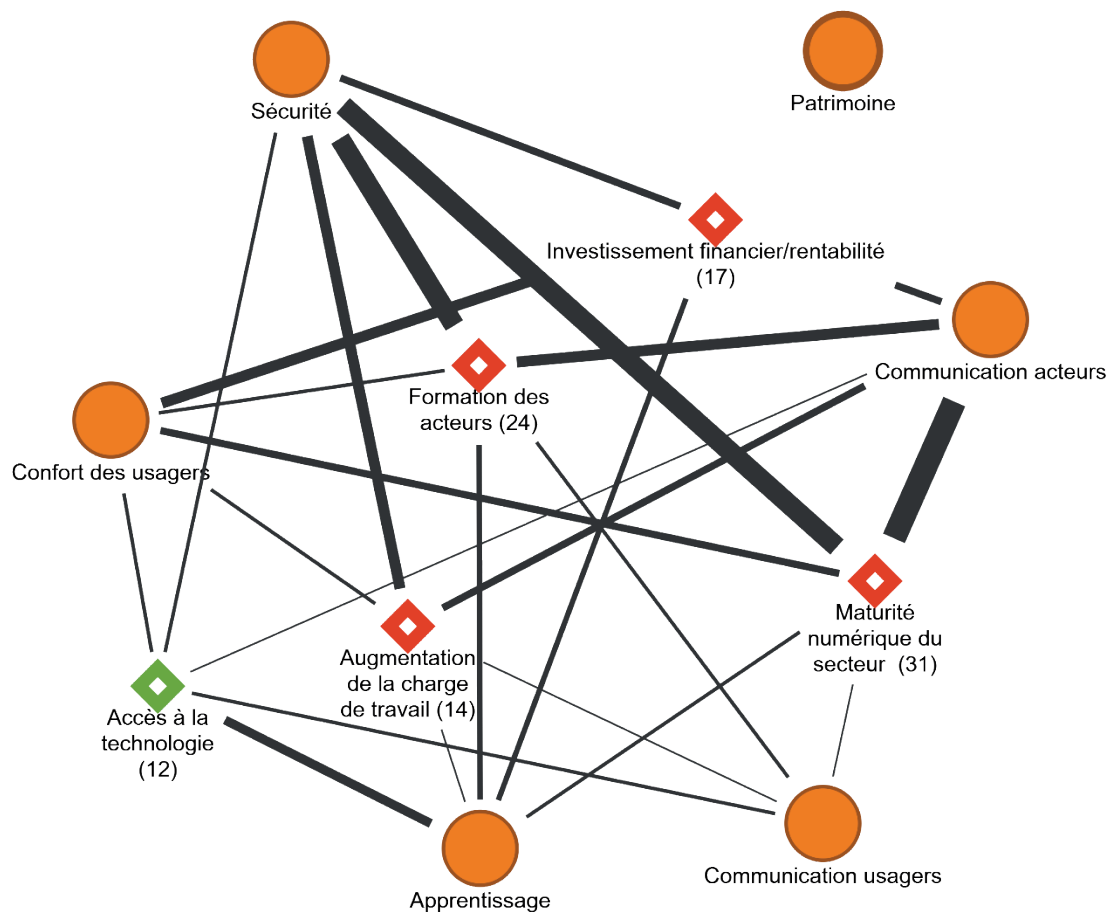 Patrimoine
Sécurité
Investissement financier/rentabilité
(17)
Communication acteurs
Formation des
acteurs (24)
Confort des usagers
Maturité
numérique du
secteur (31)
Augmentation
de la charge
de travail (14)
Accès à la
technologie
(12)
Communication usagers
Apprentissage